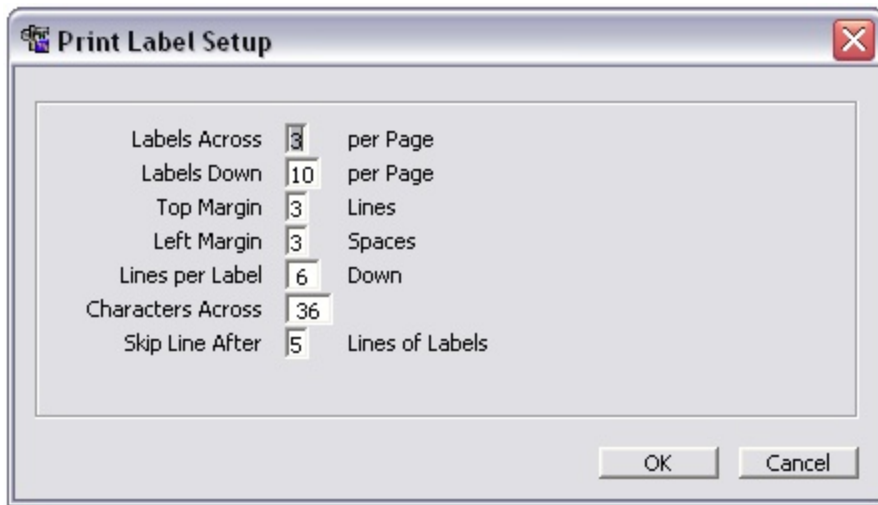 Print Label Setup
Labels Across 3 per Page
Labels Down 10 per Page
Top Margin 3 Lines
Left Margin 3 Spaces
Lines per Label 6 Down
Characters Across 36
Skip Line After 5 Lines of Labels
OK Cancel